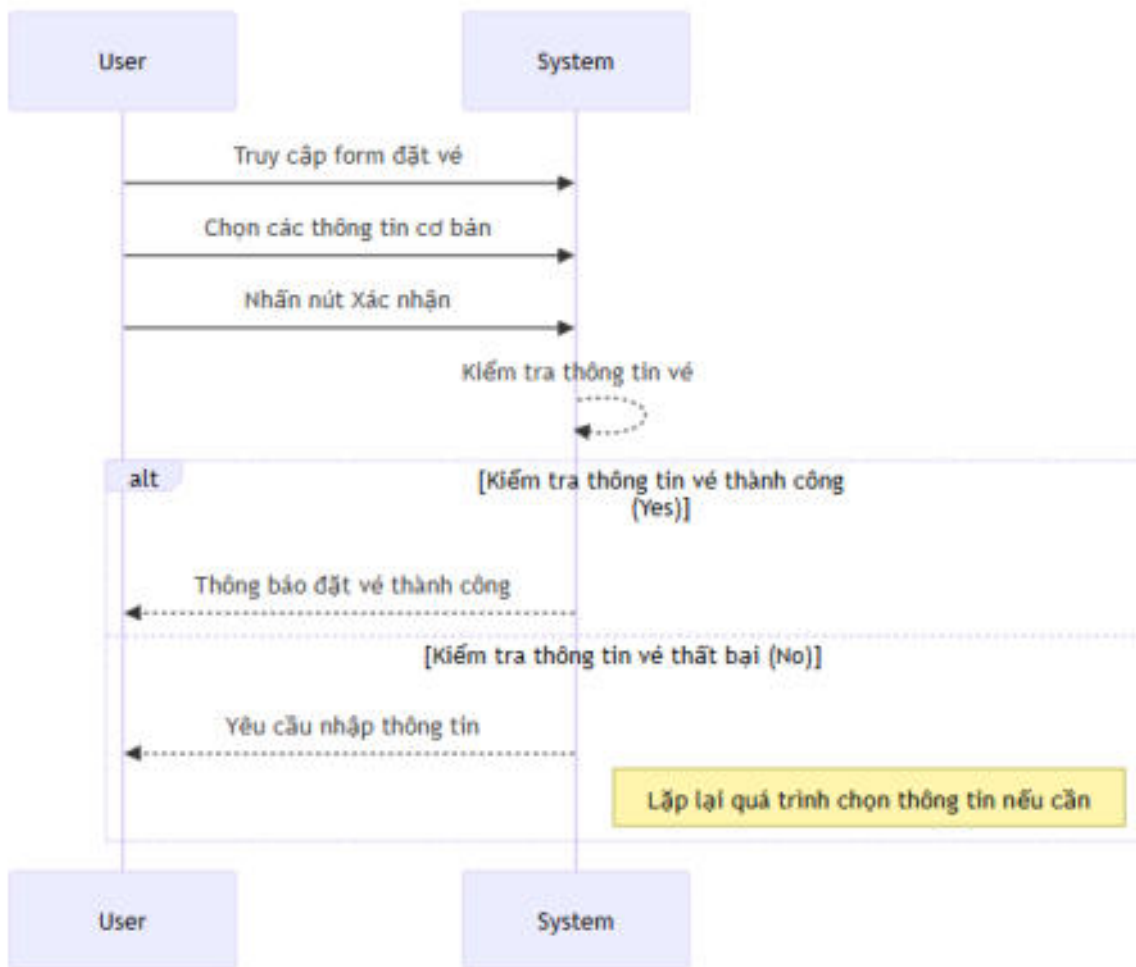 User
System
Truy cập form đặt vé
Chọn các thông tin cơ bản
Nhấn nút Xác nhận
Kiểm tra thông tin vé
alt
[Kiểm tra thông tin vé thành công
(Yes)]
Thông báo đặt vé thành công
[Kiểm tra thông tin vé thất bại (No)]
Yêu cầu nhập thông tin
Lặp lại quá trình chọn thông tin nếu cần
User
System